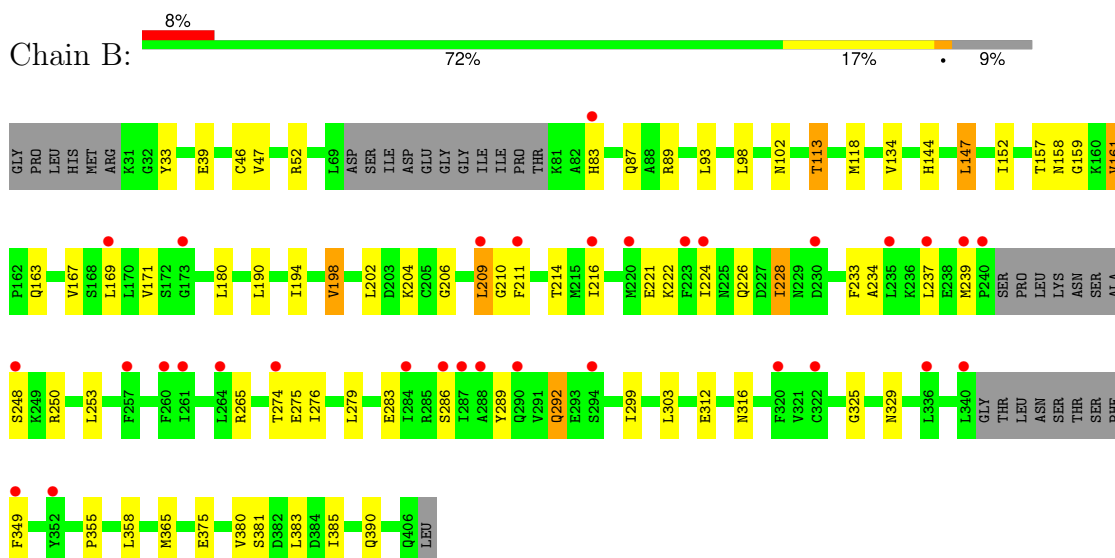 8%
Chain B:
72% 17% • 9%
GLY PRO LEU HIS MET ARG K31 G32 Y33 E39 C46 V47 R52 L69 ASP SER ILE ASP GLU GLY GLY ILE ILE PRO THR K81 A82 H83 Q87 A88 R89 L93 L98 N102 T113 M118 V134 H144 L147 I152 T157 N158 G159 K160 V161
P162 Q163 V167 S168 L169 L170 V171 S172 G173 L180 L190 I194 V198 L202 D203 K204 C205 G206 L209 G210 F211 T214 M215 I216 M220 E221 K222 F223 I224 N225 Q226 D227 I228 N229 D230 F233 A234 L235 K236 L237 E238 M239 P240 SER PRO LEU LYS ASN SER ALA
S248 K249 R250 L253 F257 F260 I261 L264 R265 T274 E275 I276 L279 E283 I284 R285 S286 I287 A288 Y289 Q290 V291 Q292 E293 S294 I299 L303 E312 N316 F320 V321 C322 G325 N329 L336 L340 GLY THR LEU ASN SER THR SER PHE
F349 Y352 P355 L358 M365 E375 V380 S381 D382 L383 D384 I385 Q390 Q406 LEU